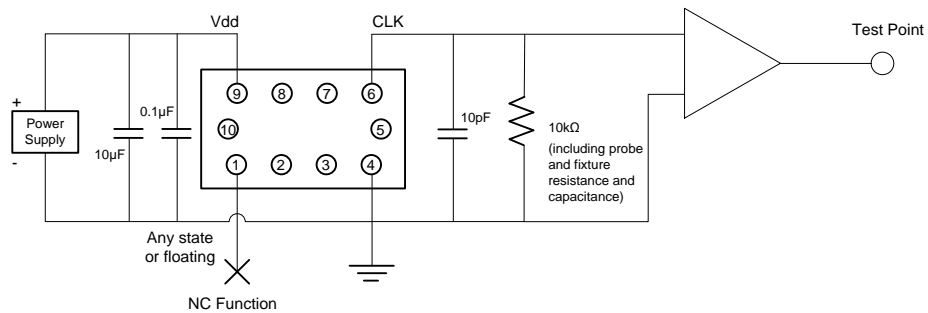 Vdd
CLK
Test Point
+
Power
Supply
-
10µF
0.1µF
9
8
7
6
10
5
1
2
3
4
10pF
10kΩ
(including probe
and fixture
resistance and
capacitance)
Any state
or floating
NC Function